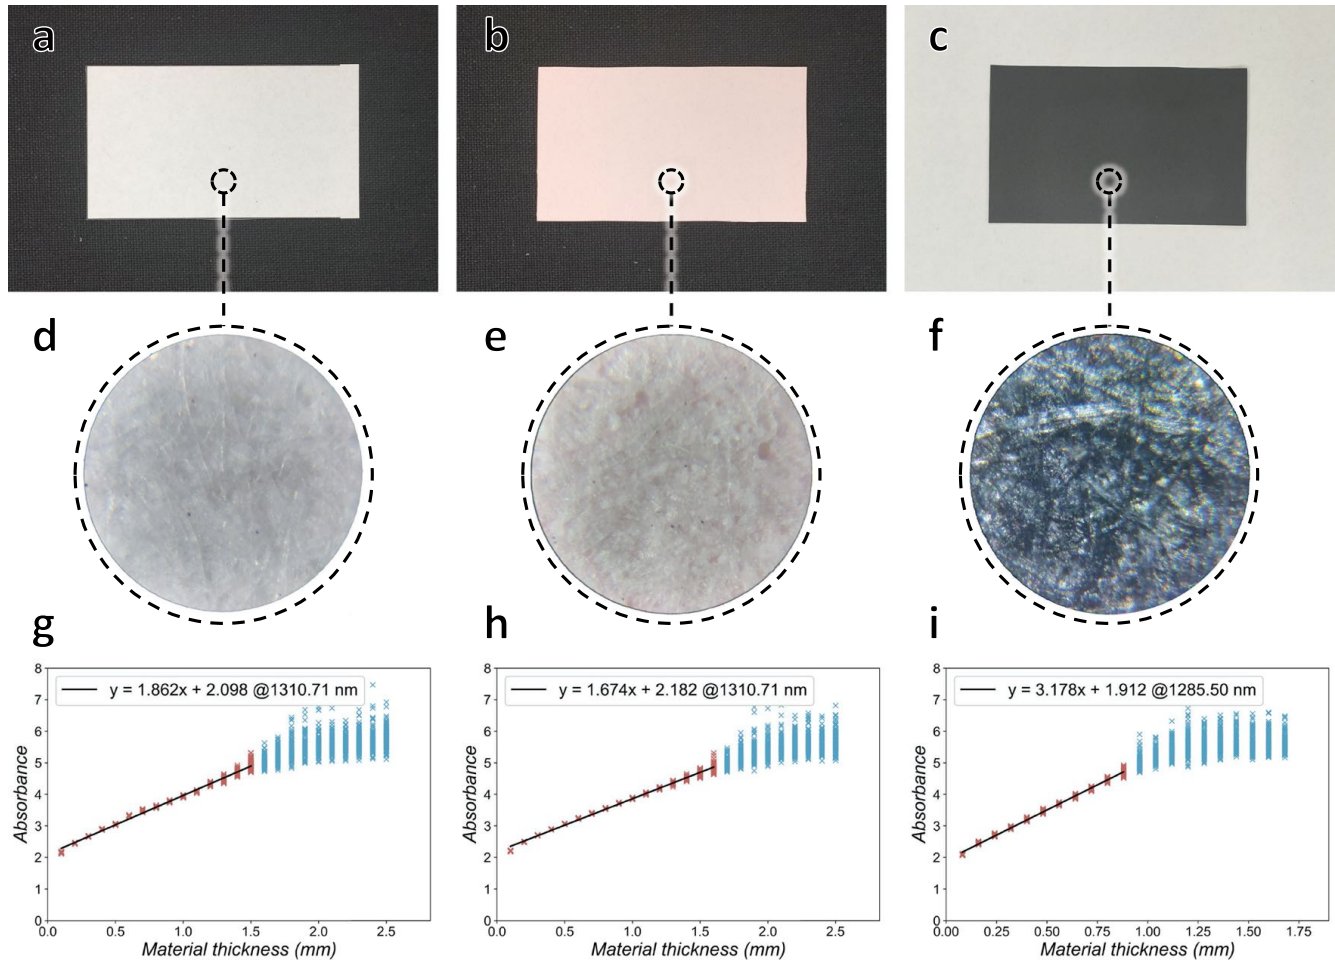 a
b
c
d
e
f
g
h
i
y = 1.862x + 2.098 @1310.71 nm
8
7
6
5
4
3
2
1
0
Absorbance
0.0 0.5 1.0 1.5 2.0 2.5
Material thickness (mm)
y = 1.674x + 2.182 @1310.71 nm
8
7
6
5
4
3
2
1
0
Absorbance
0.0 0.5 1.0 1.5 2.0 2.5
Material thickness (mm)
y = 3.178x + 1.912 @1285.50 nm
8
7
6
5
4
3
2
1
0
Absorbance
0.00 0.25 0.50 0.75 1.00 1.25 1.50 1.75
Material thickness (mm)